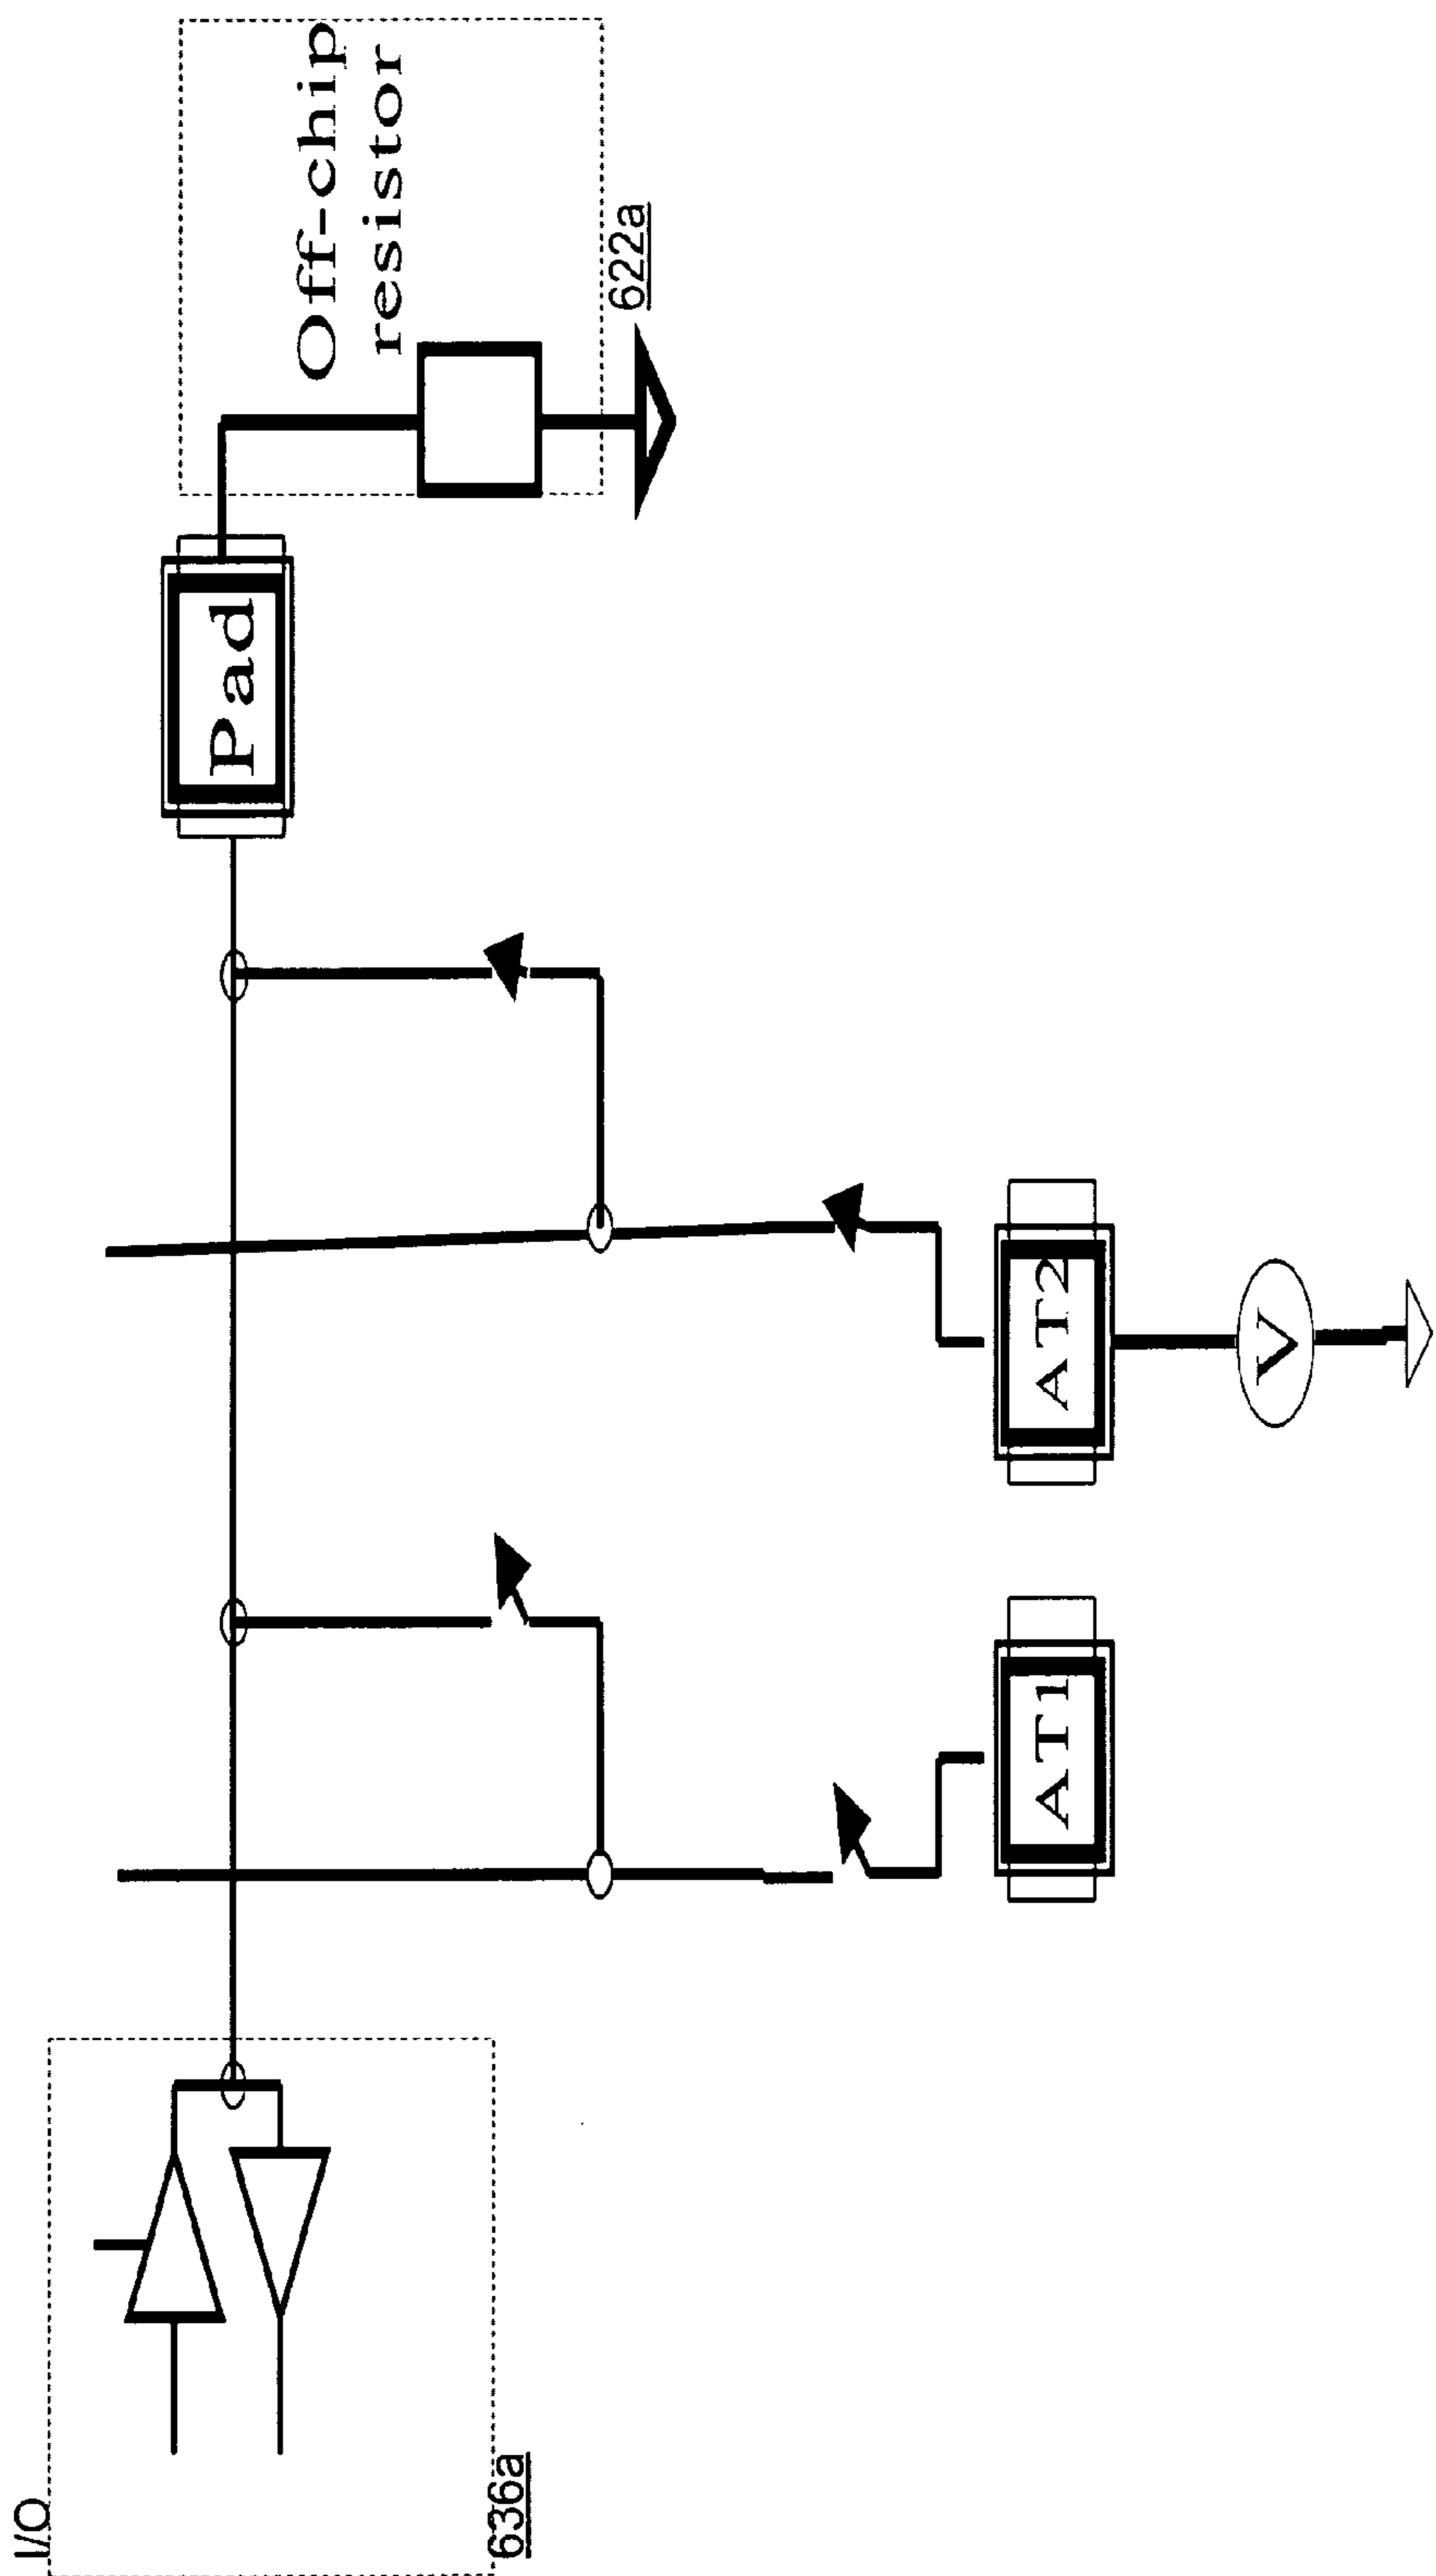 I/O
636a
Pad
Off-chip
resistor
622a
AT1
AT2
V